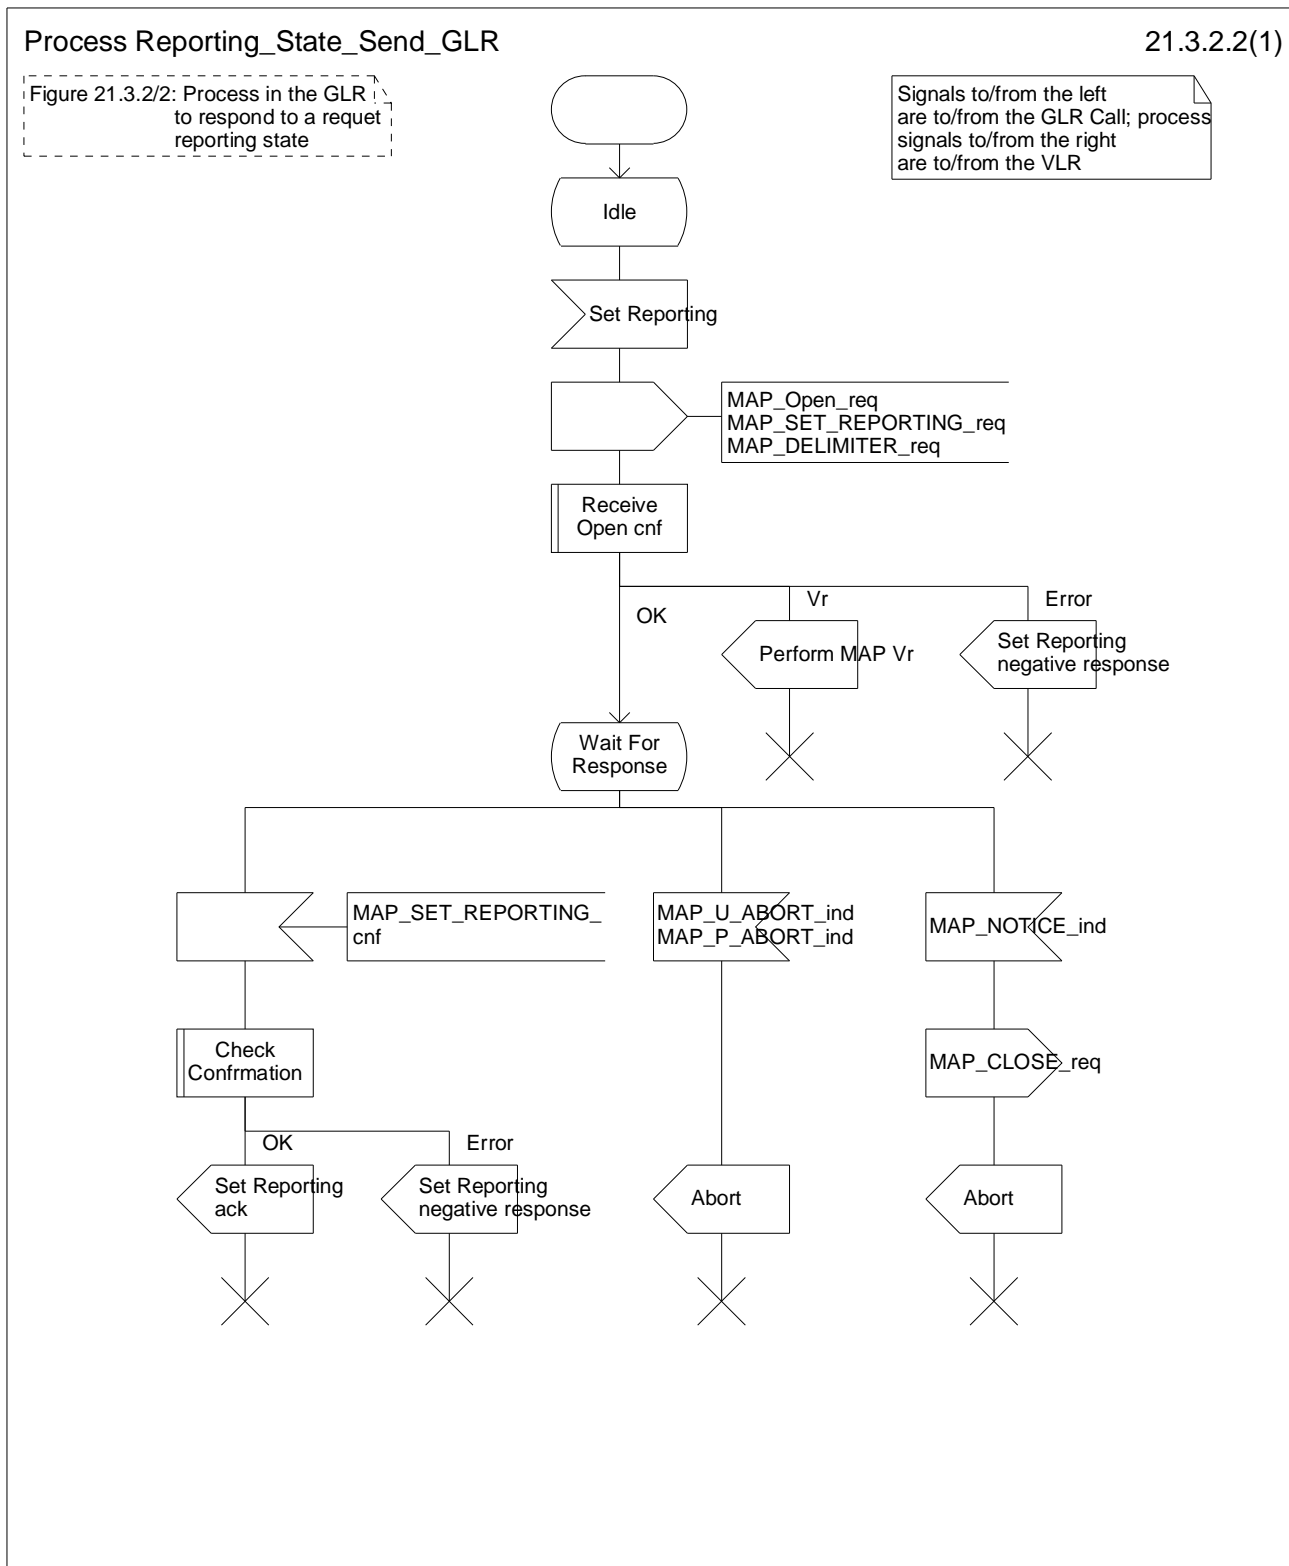 Process Reporting_State_Send_GLR
21.3.2.2(1)
Figure 21.3.2/2: Process in the GLR
to respond to a requet
reporting state
Signals to/from the left
are to/from the GLR Call; process
signals to/from the right
are to/from the VLR
Idle
Set Reporting
MAP_Open_req
MAP_SET_REPORTING_req
MAP_DELIMITER_req
Receive
Open cnf
OK
Vr
Error
Perform MAP Vr
Set Reporting
negative response
Wait For
Response
MAP_SET_REPORTING_
cnf
MAP_U_ABORT_ind
MAP_P_ABORT_ind
MAP_NOTICE_ind
Check
Confrmation
MAP_CLOSE_req
OK
Error
Set Reporting
ack
Set Reporting
negative response
Abort
Abort